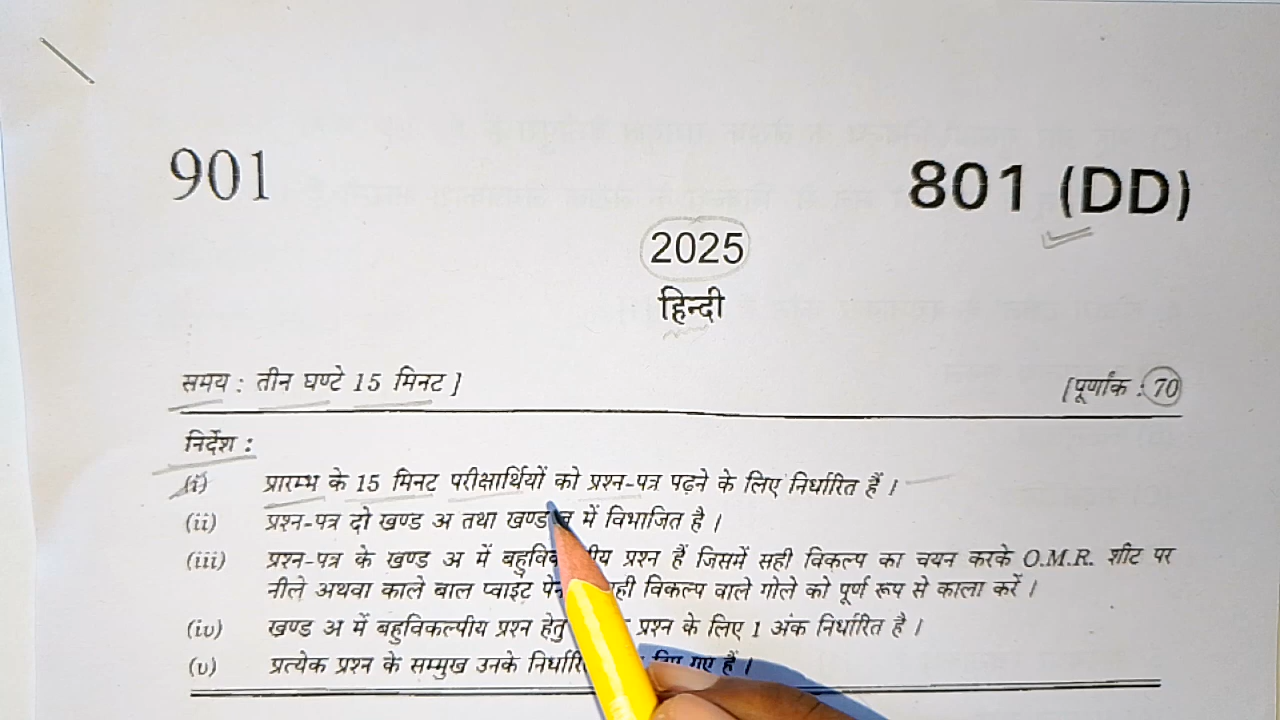 901
801 (DD)
2025
हिन्दी
समय : तीन घण्टे 15 मिनट ]
[पूर्णांक : 70
निर्देश :
(i) प्रारम्भ के 15 मिनट परीक्षार्थियों को प्रश्न-पत्र पढ़ने के लिए निर्धारित हैं ।
(ii) प्रश्न-पत्र दो खण्ड अ तथा खण्ड में विभाजित है ।
(iii) प्रश्न-पत्र के खण्ड अ में प्रश्न हैं जिसमें सही विकल्प का चयन करके O.M.R. शीट पर
नीले अथवा काले बाल प्वाईंट विकल्प वाले गोले को पूर्ण रूप से काला करें ।
(iv) खण्ड अ में बहुविकल्पीय प्रश्न हेतु प्रश्न के लिए 1 अंक निर्धारित है ।
(v) प्रत्येक प्रश्न के सम्मुख उनके गए हैं ।